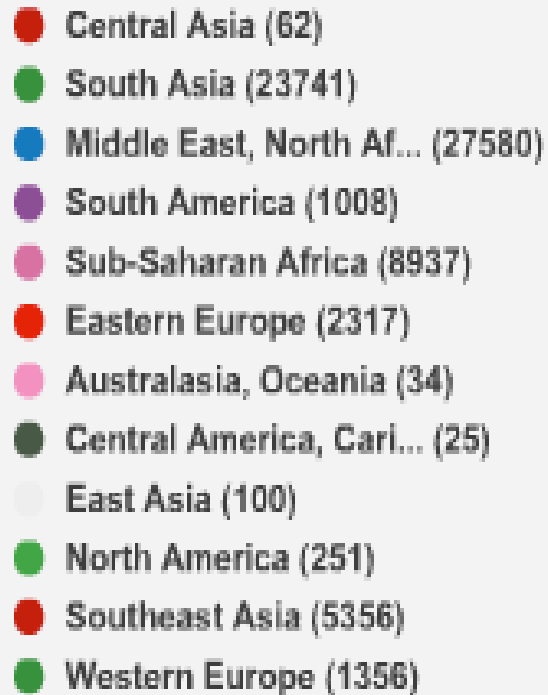 Central Asia (62)
South Asia (23741)
Middle East, North Af... (27580)
South America (1008)
Sub-Saharan Africa (8937)
Eastern Europe (2317)
Australasia, Oceania (34)
Central America, Cari... (25)
East Asia (100)
North America (251)
Southeast Asia (5356)
Western Europe (1356)